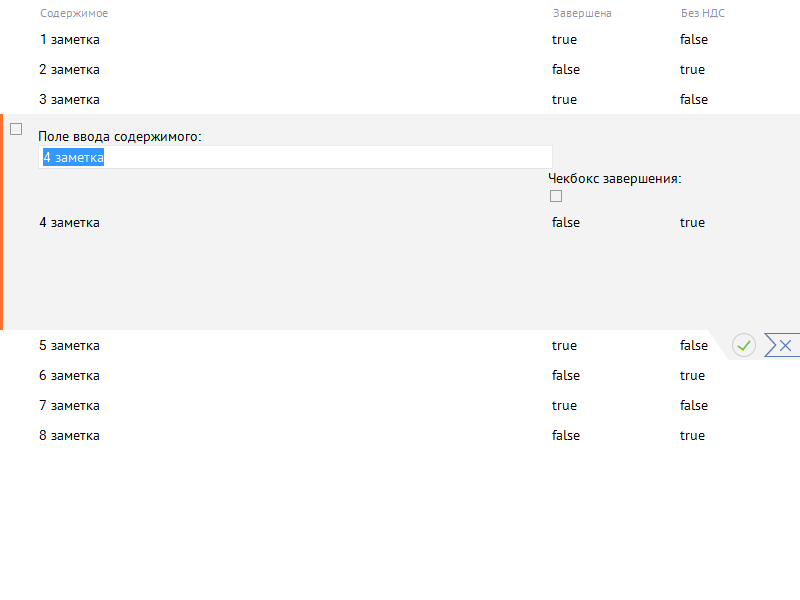 Содержимое Завершена Без НДС
1 заметка true false
2 заметка false true
3 заметка true false
Поле ввода содержимого:
4 заметка
Чекбокс завершения:
4 заметка false true
5 заметка true false
6 заметка false true
7 заметка true false
8 заметка false true